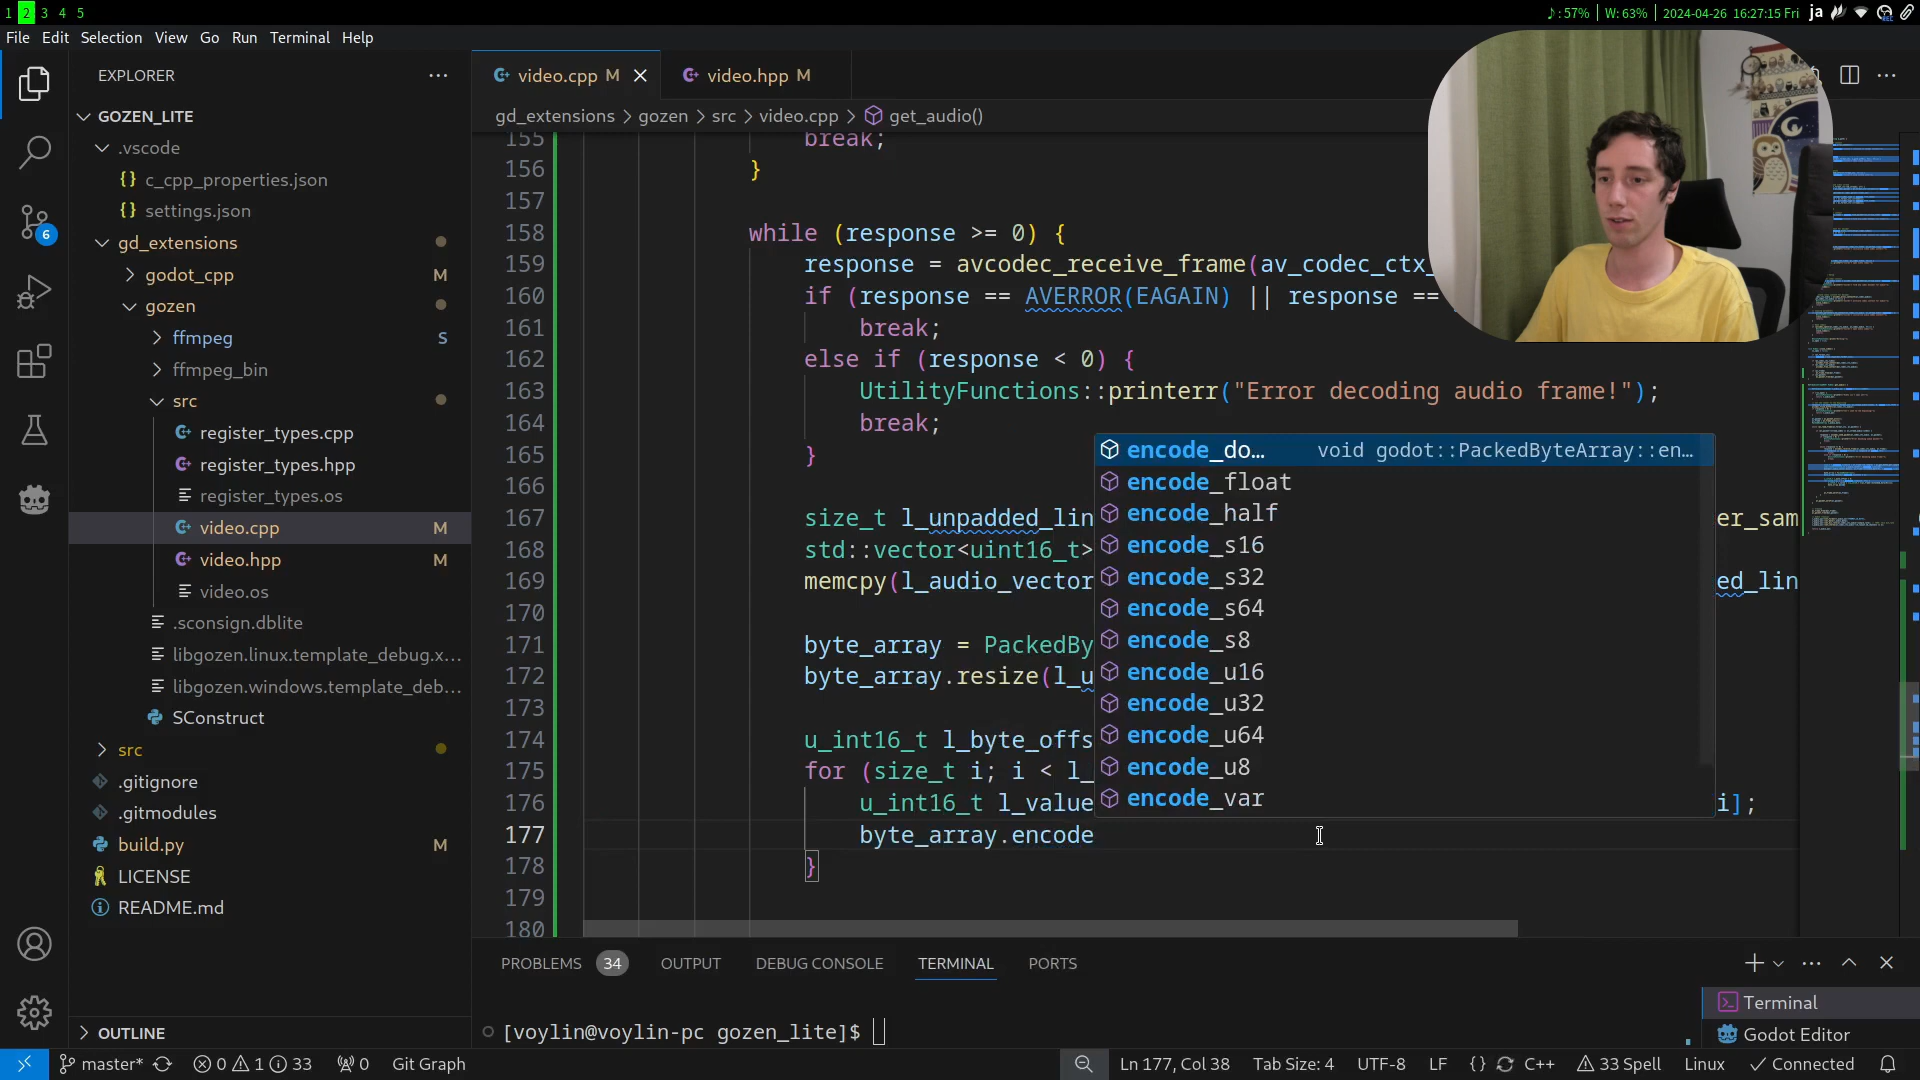 1 2 3 4 5
♪: 57% | W: 63% | 2024-04-26 16:27:15 Fri ja
File Edit Selection View Go Run Terminal Help
EXPLORER
GOZEN_LITE
.vscode
c_cpp_properties.json
settings.json
gd_extensions
godot_cpp M
gozen
ffmpeg S
ffmpeg_bin
src
register_types.cpp
register_types.hpp
register_types.os
video.cpp M
video.hpp M
video.os
.sconsign.dblite
libgozen.linux.template_debug.x...
libgozen.windows.template_deb...
SConstruct
src
.gitignore
.gitmodules
build.py M
LICENSE
README.md
OUTLINE
6
video.cpp M
video.hpp M
gd_extensions > gozen > src > video.cpp > get_audio()
155 break;
156 }
157
158 while (response >= 0) {
159 response = avcodec_receive_frame(av_codec_ctx_
160 if (response == AVERROR(EAGAIN) || response ==
161 break;
162 else if (response < 0) {
163 UtilityFunctions::printerr("Error decoding audio frame!");
164 break;
165 }
166
167 size_t l_unpadded_lin er_sam
168 std::vector<uint16_t>
169 memcpy(l_audio_vector ed_lin
170
171 byte_array = PackedBy
172 byte_array.resize(l_u
173
174 u_int16_t l_byte_offs
175 for (size_t i; i < l_
176 u_int16_t l_value i];
177 byte_array.encode
178 }
179
180
encode_do... void godot::PackedByteArray::en...
encode_float
encode_half
encode_s16
encode_s32
encode_s64
encode_s8
encode_u16
encode_u32
encode_u64
encode_u8
encode_var
PROBLEMS 34 OUTPUT DEBUG CONSOLE TERMINAL PORTS
[voylin@voylin-pc gozen_lite]$
Terminal
Godot Editor
master* 0 1 33 0 Git Graph Ln 177, Col 38 Tab Size: 4 UTF-8 LF {} C++ 33 Spell Linux Connected